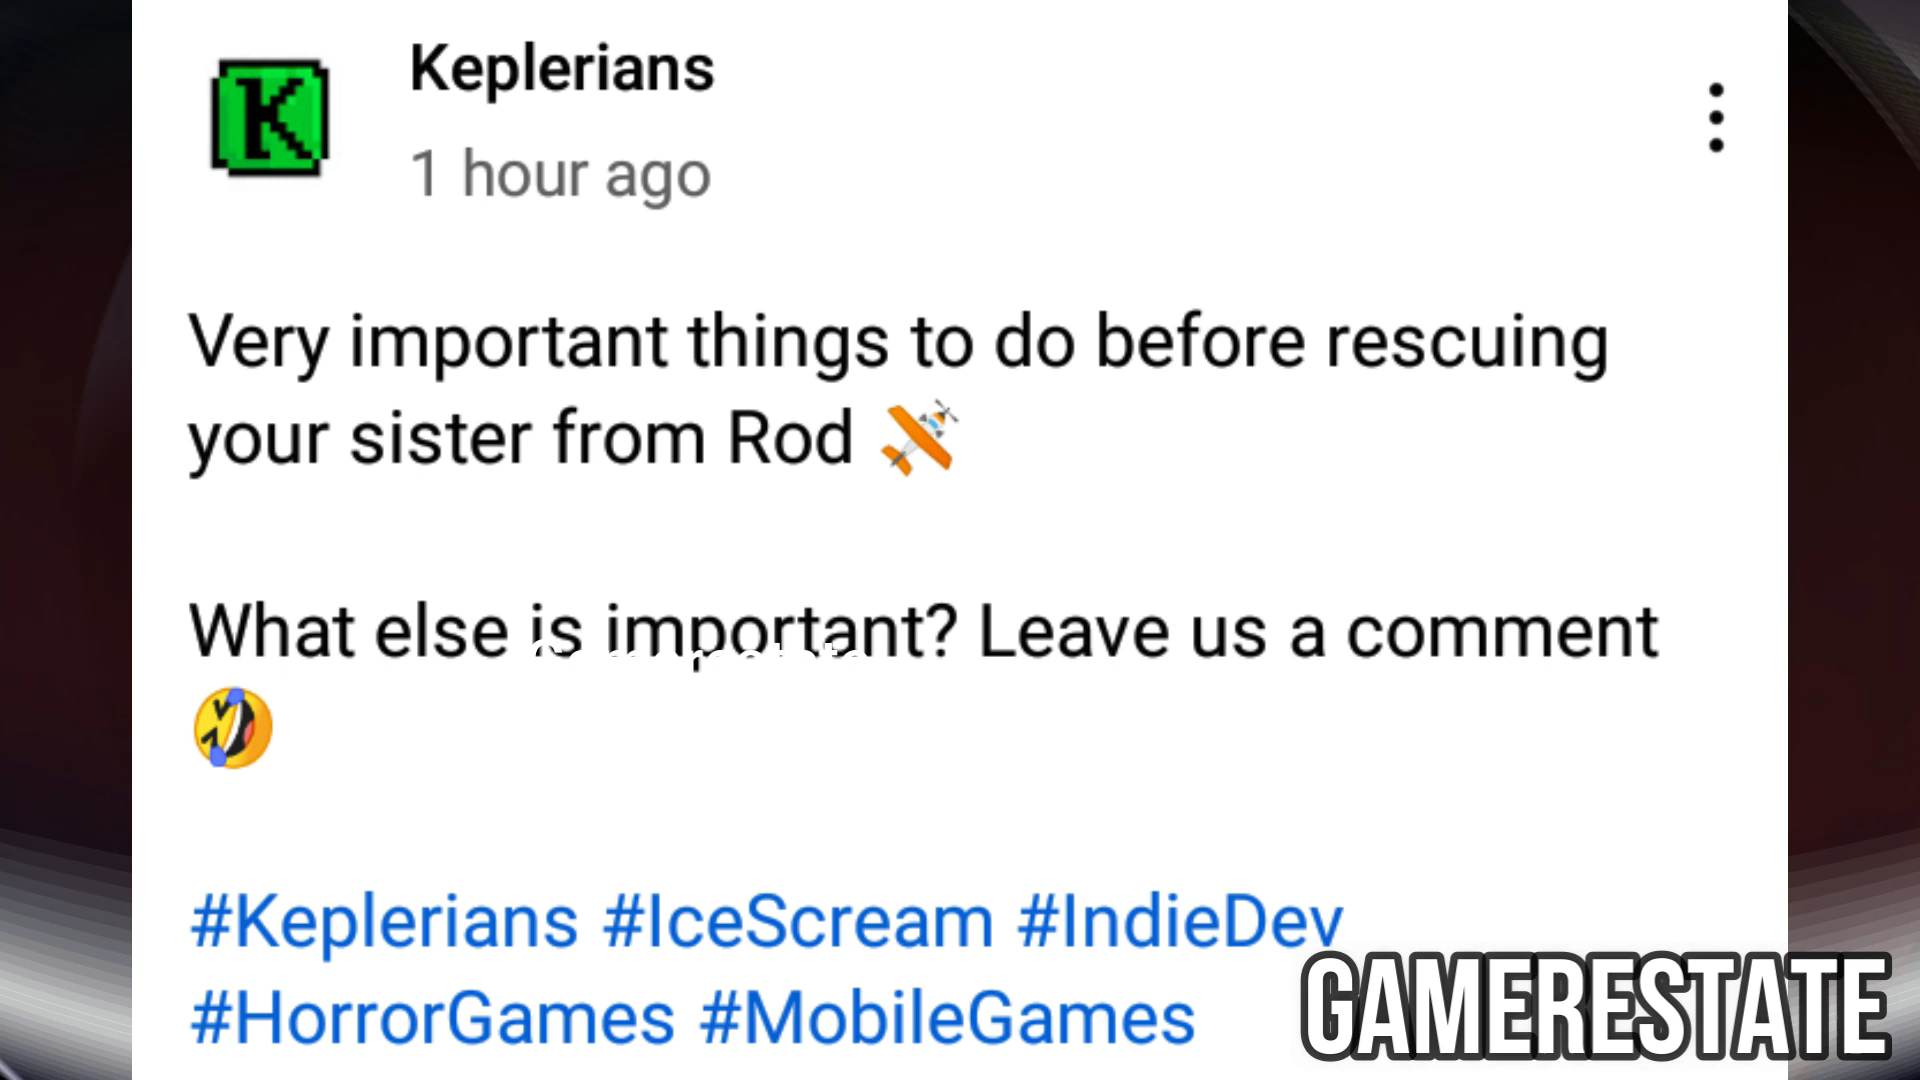 K
Keplerians
1 hour ago
Very important things to do before rescuing
your sister from Rod 🛩️
What else is important? Leave us a comment
🤣
#Keplerians #IceScream #IndieDev
#HorrorGames #MobileGames
GAMERESTATE